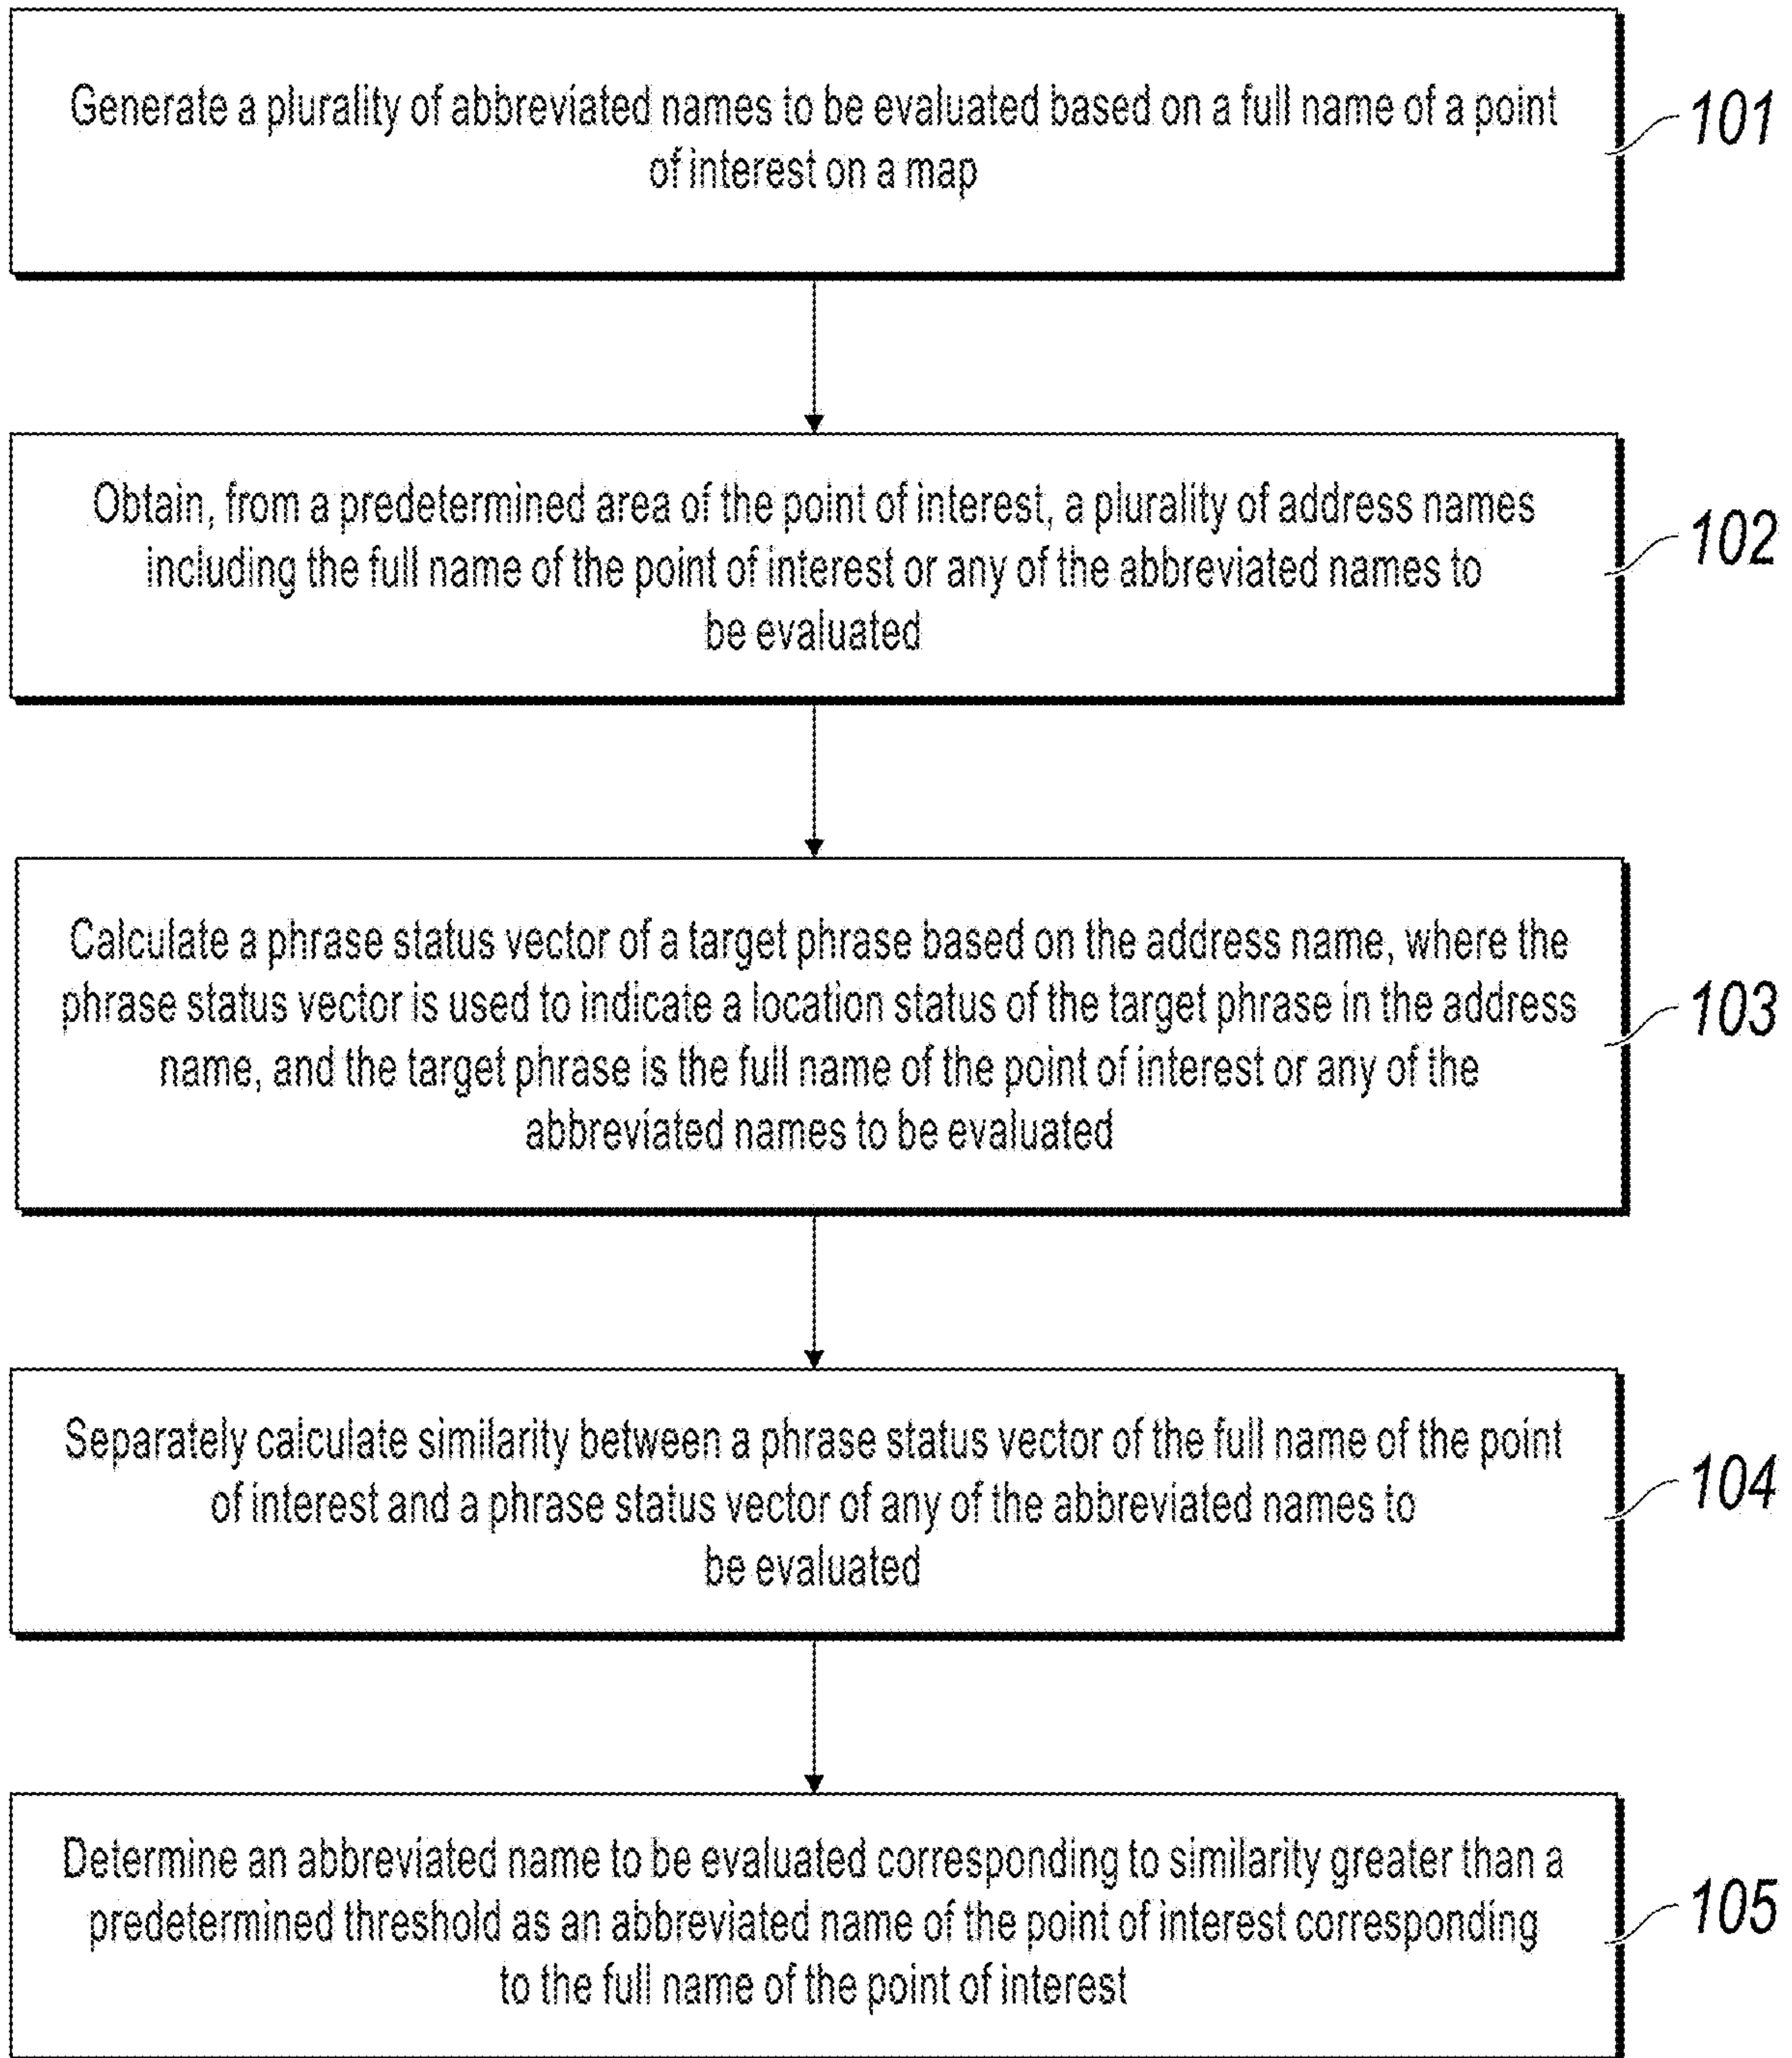 Generate a plurality of abbreviated names to be evaluated based on a full name of a point
of interest on a map
101
Obtain, from a predetermined area of the point of interest, a plurality of address names
including the full name of the point of interest or any of the abbreviated names to
be evaluated
102
Calculate a phrase status vector of a target phrase based on the address name, where the
phrase status vector is used to indicate a location status of the target phrase in the address
name, and the target phrase is the full name of the point of interest or any of the
abbreviated names to be evaluated
103
Separately calculate similarity between a phrase status vector of the full name of the point
of interest and a phrase status vector of any of the abbreviated names to
be evaluated
104
Determine an abbreviated name to be evaluated corresponding to similarity greater than a
predetermined threshold as an abbreviated name of the point of interest corresponding
to the full name of the point of interest
105